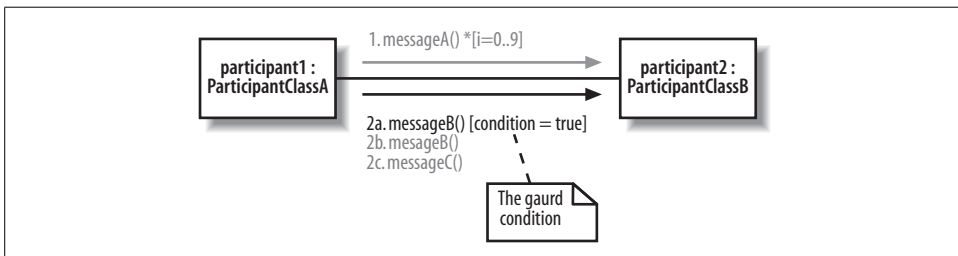 1. messageA() *[i=0..9]
participant1 :
ParticipantClassA
participant2 :
ParticipantClassB
2a. messageB() [condition = true]
2b. mesageB()
2c. messageC()
The gaurd
condition